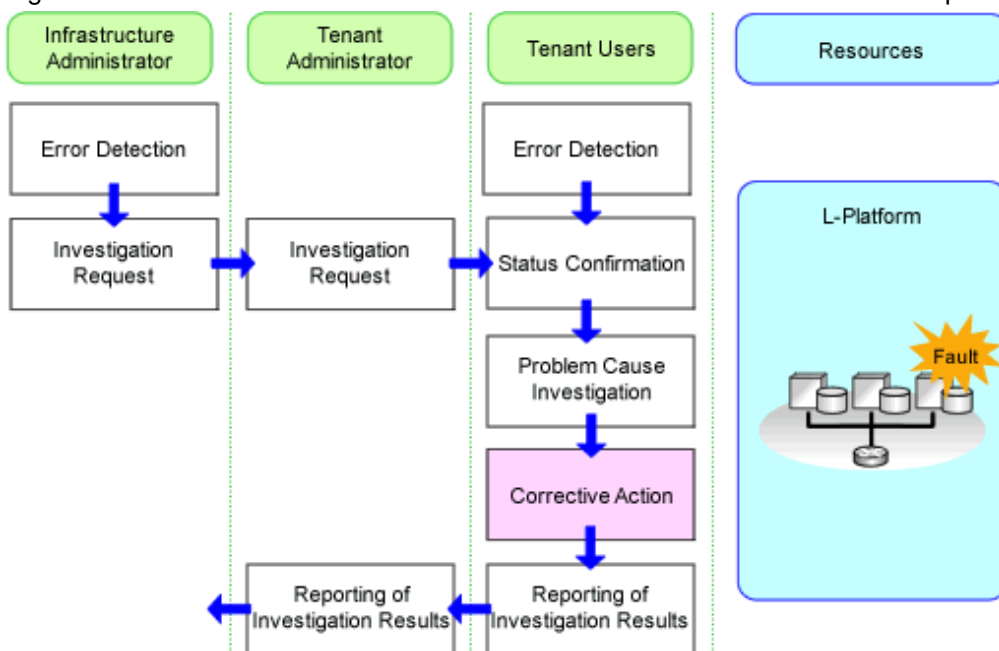 Infrastructure
Administrator
Tenant
Administrator
Tenant Users
Resources
Error Detection
Error Detection
Investigation
Request
Investigation
Request
Status Confirmation
L-Platform
Fault
Problem Cause
Investigation
Corrective Action
Reporting of
Investigation Results
Reporting of
Investigation Results